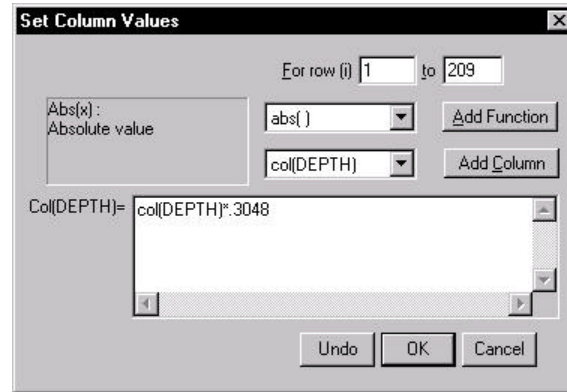 Set Column Values
For row (i) 1 to 209
Abs(x) :
Absolute value
abs( ) Add Function
col(DEPTH) Add Column
Col(DEPTH)= col(DEPTH)*.3048
Undo OK Cancel